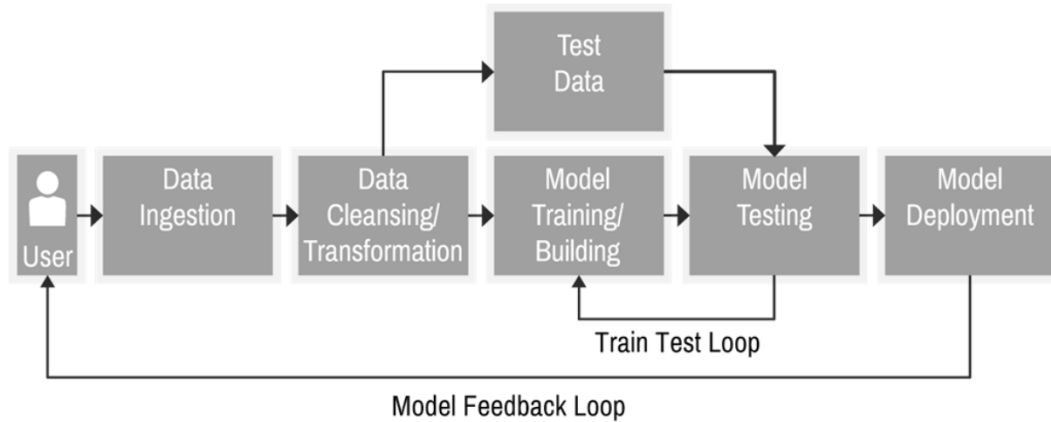 Test
Data
User
Data
Ingestion
Data
Cleansing/
Transformation
Model
Training/
Building
Model
Testing
Model
Deployment
Train Test Loop
Model Feedback Loop